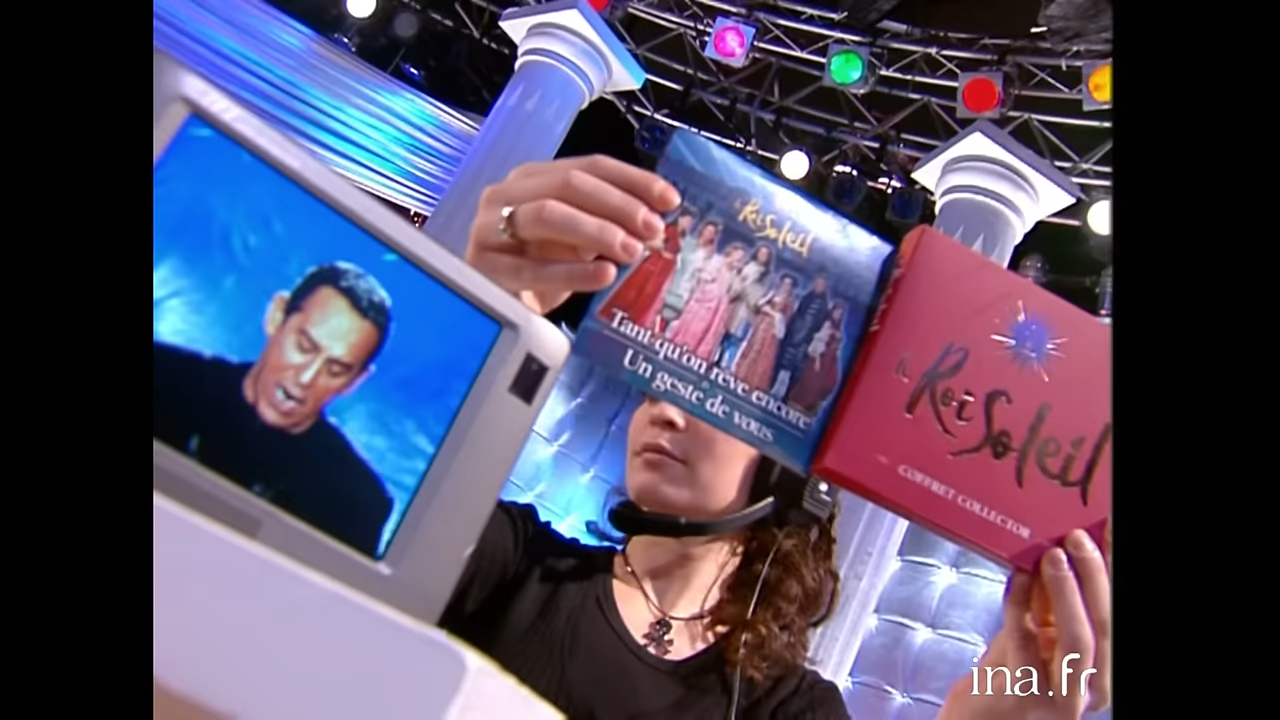 le Roi Soleil
Tant qu'on rêve encore
Un geste de vous
le Roi Soleil
COFFRET COLLECTOR
ina.fr